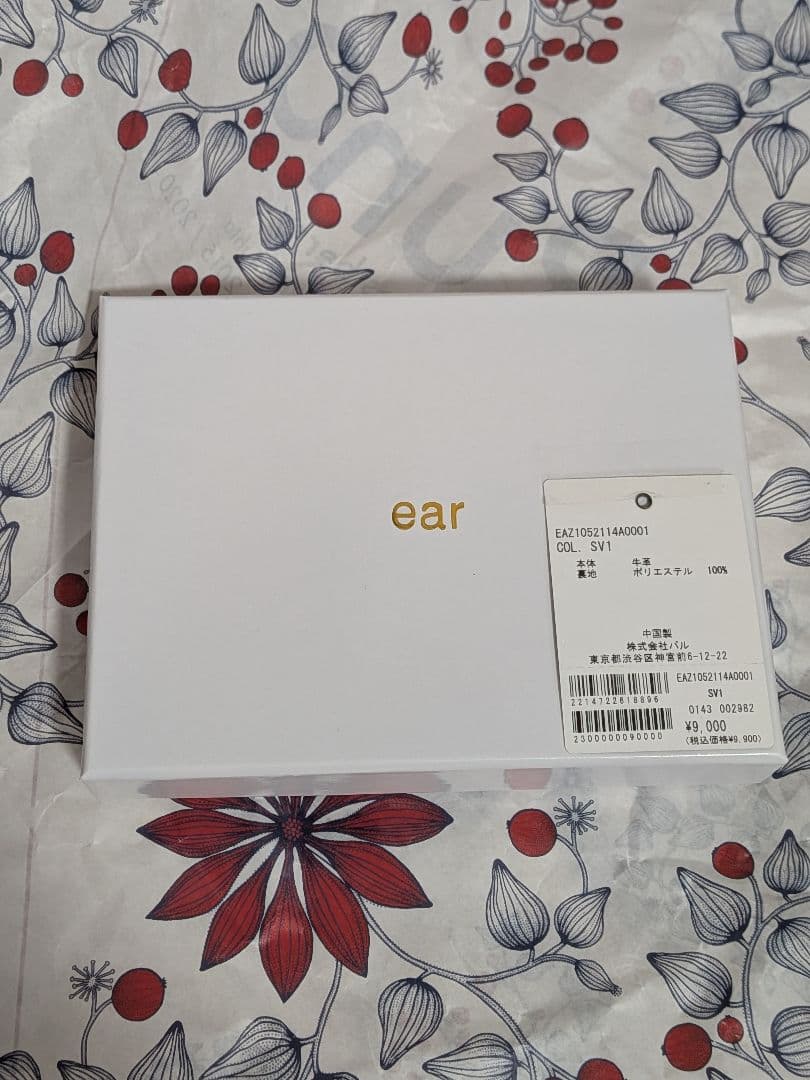 ear
EAZ1052114A0001
COL. SV1
本体 牛革
裏地 ポリエステル 100%
中国製
株式会社パル
東京都渋谷区神宮前6-12-22
EAZ1052114A0001
SV1
2214722618896
0143 002982
¥9,000
2300000090000
(税込価格¥9,900)
2020